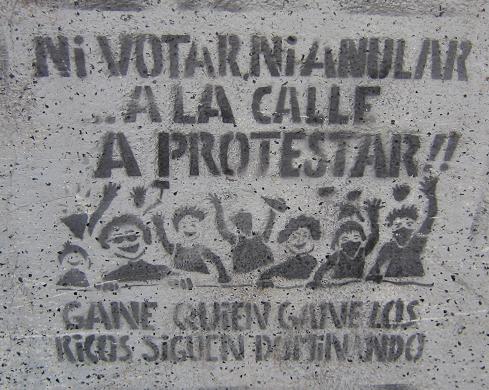 Ni VOTAR, Ni ANULAR
...A LA CALLE
A PROTESTAR!!
GANE QUIEN GANE LOS
RICOS SiGUEN DOMINANDO